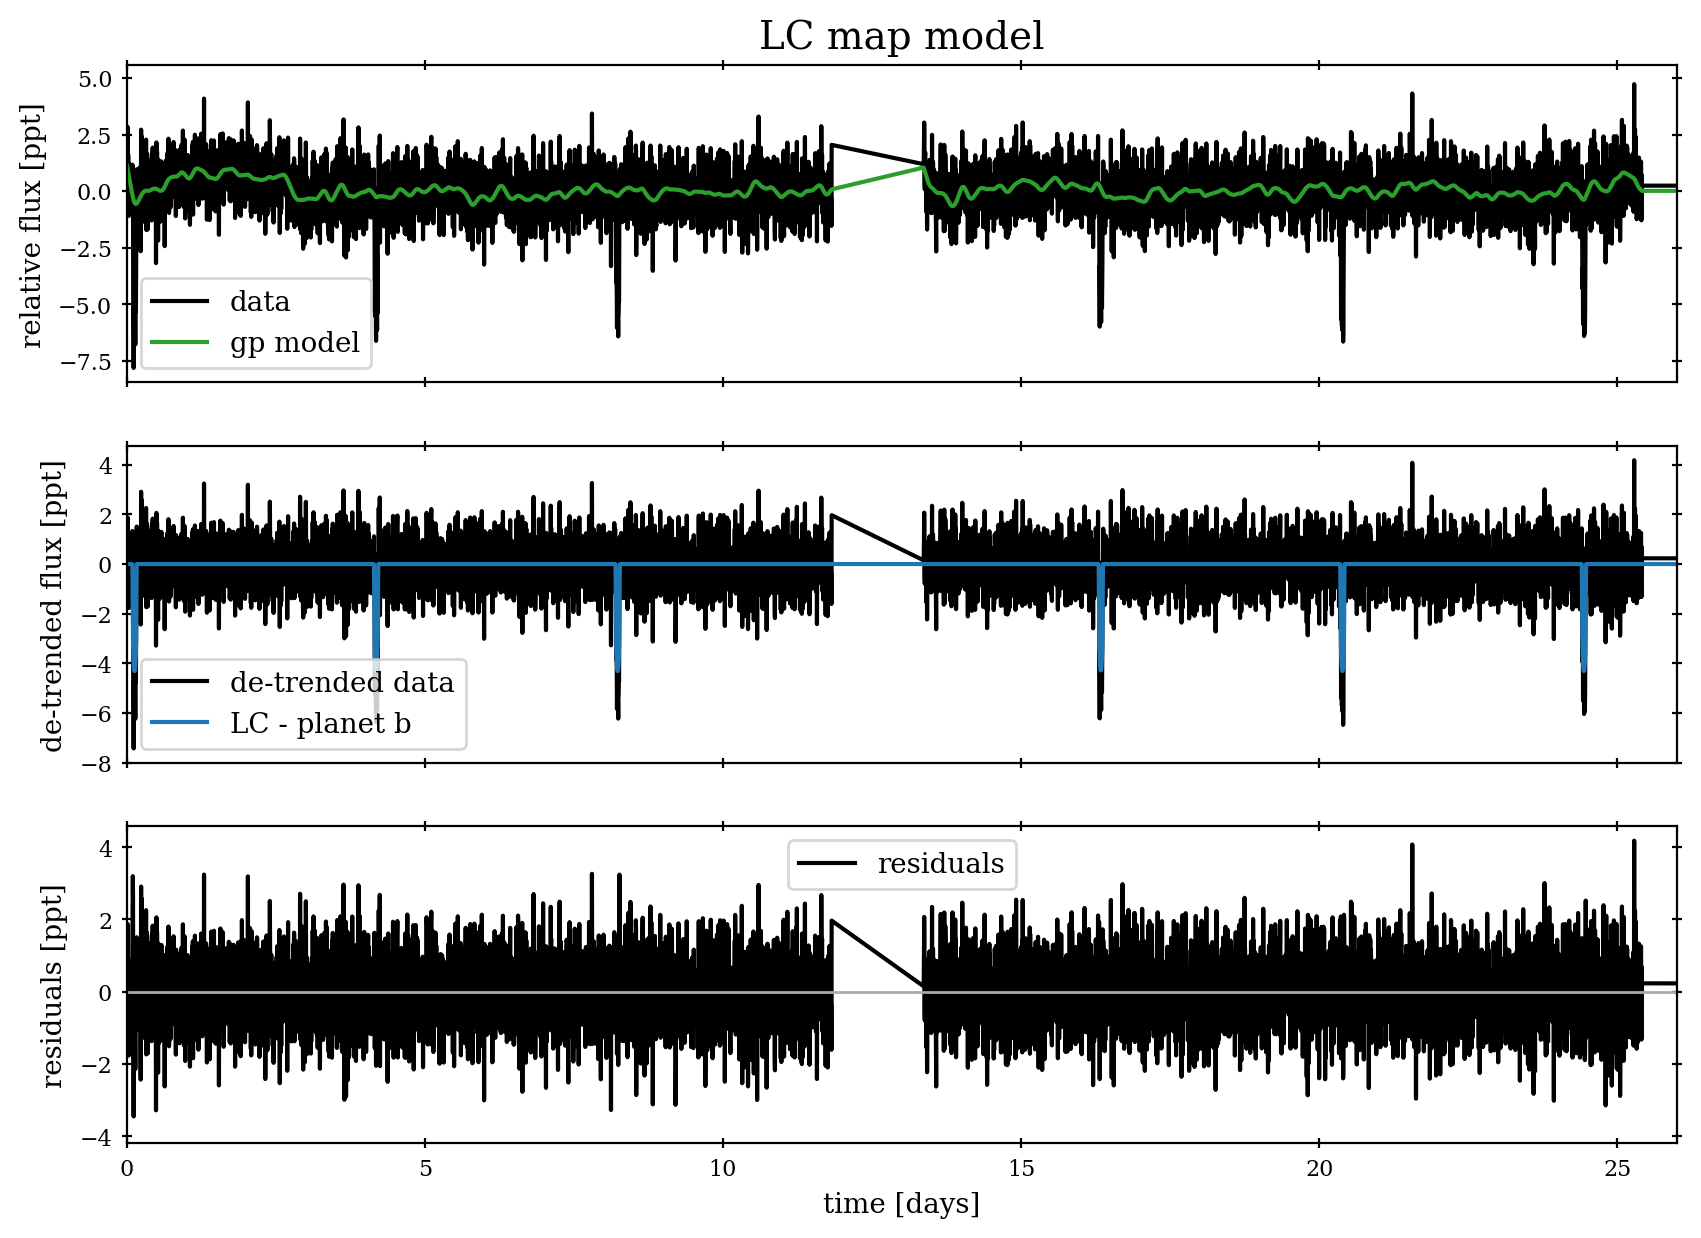 LC map model
relative flux [ppt]
5.0
2.5
0.0
−2.5
−5.0
−7.5
data
gp model
de-trended flux [ppt]
4
2
0
−2
−4
−6
−8
de-trended data
LC - planet b
residuals [ppt]
4
2
0
−2
−4
residuals
0 5 10 15 20 25
time [days]